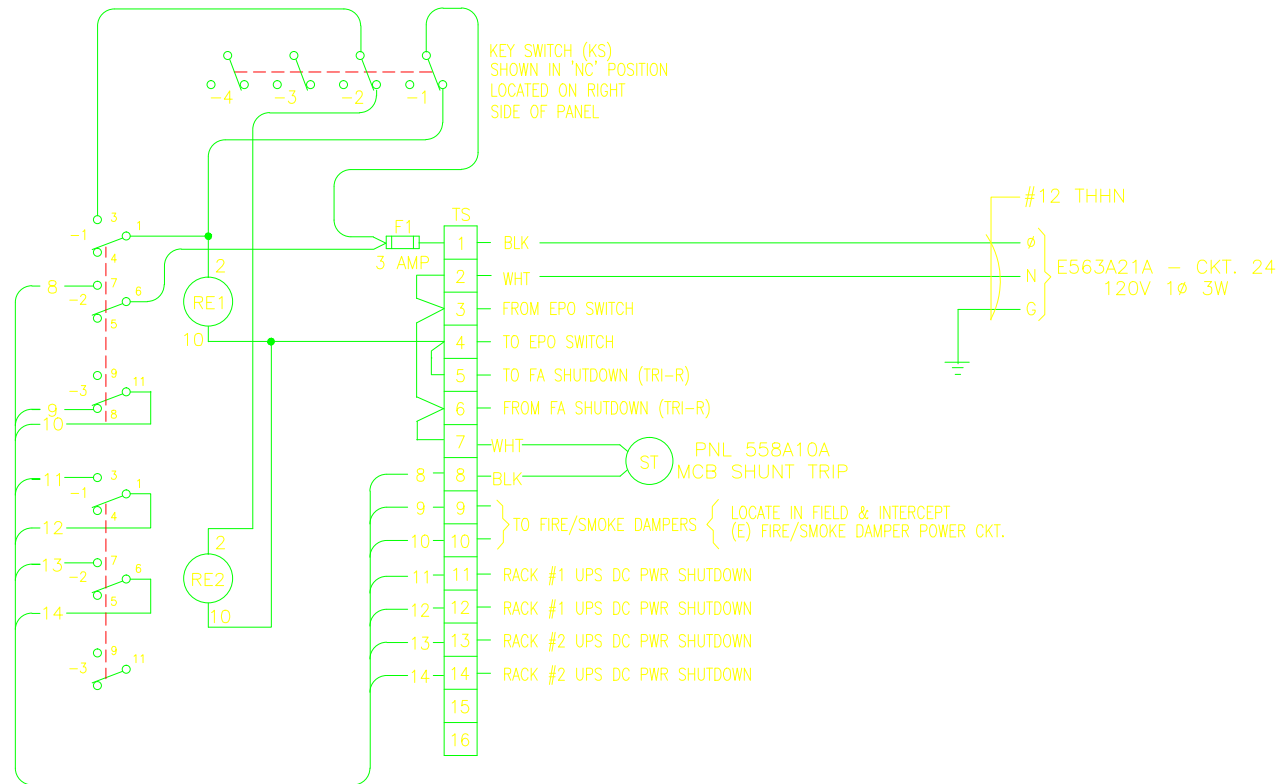 KEY SWITCH (KS)
SHOWN IN 'NC' POSITION
LOCATED ON RIGHT
SIDE OF PANEL
-4
-3
-2
-1
#12 THHN
Ø
N
G
E563A21A - CKT. 24
120V 1Ø 3W
TS
F1
3 AMP
1
BLK
2
WHT
3
FROM EPO SWITCH
4
TO EPO SWITCH
5
TO FA SHUTDOWN (TRI-R)
6
FROM FA SHUTDOWN (TRI-R)
7
WHT
8
8
BLK
ST
PNL 558A10A
MCB SHUNT TRIP
9
9
10
10
TO FIRE/SMOKE DAMPERS
LOCATE IN FIELD & INTERCEPT
(E) FIRE/SMOKE DAMPER POWER CKT.
11
11
RACK #1 UPS DC PWR SHUTDOWN
12
12
RACK #1 UPS DC PWR SHUTDOWN
13
13
RACK #2 UPS DC PWR SHUTDOWN
14
14
RACK #2 UPS DC PWR SHUTDOWN
15
16
3
1
-1
4
8
7
6
-2
5
9
11
-3
9
8
10
2
RE1
10
11
3
1
-1
4
12
13
7
6
-2
5
14
9
11
-3
2
RE2
10